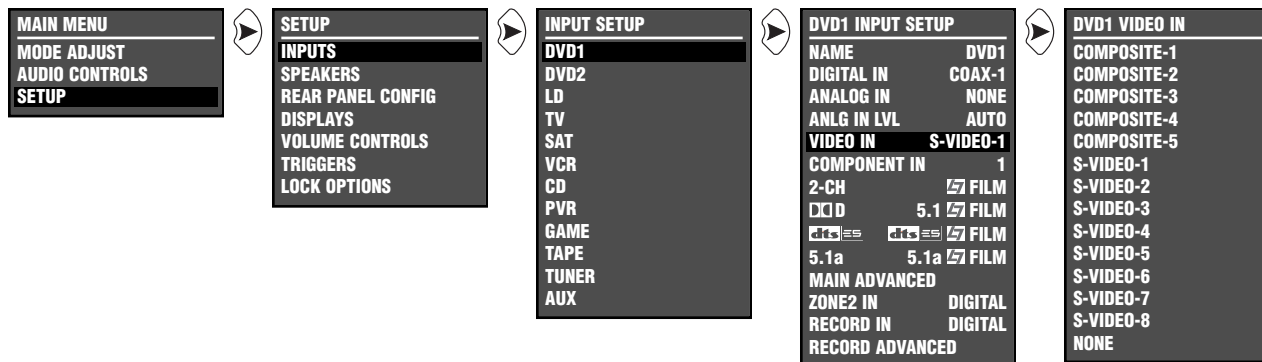 MAIN MENU
MODE ADJUST
AUDIO CONTROLS
SETUP
SETUP
INPUTS
SPEAKERS
REAR PANEL CONFIG
DISPLAYS
VOLUME CONTROLS
TRIGGERS
LOCK OPTIONS
INPUT SETUP
DVD1
DVD2
LD
TV
SAT
VCR
CD
PVR
GAME
TAPE
TUNER
AUX
DVD1 INPUT SETUP
NAME DVD1
DIGITAL IN COAX-1
ANALOG IN NONE
ANLG IN LVL AUTO
VIDEO IN S-VIDEO-1
COMPONENT IN 1
2-CH L7 FILM
D 5.1 L7 FILM
dts ES dts ES L7 FILM
5.1a 5.1a L7 FILM
MAIN ADVANCED
ZONE2 IN DIGITAL
RECORD IN DIGITAL
RECORD ADVANCED
DVD1 VIDEO IN
COMPOSITE-1
COMPOSITE-2
COMPOSITE-3
COMPOSITE-4
COMPOSITE-5
S-VIDEO-1
S-VIDEO-2
S-VIDEO-3
S-VIDEO-4
S-VIDEO-5
S-VIDEO-6
S-VIDEO-7
S-VIDEO-8
NONE